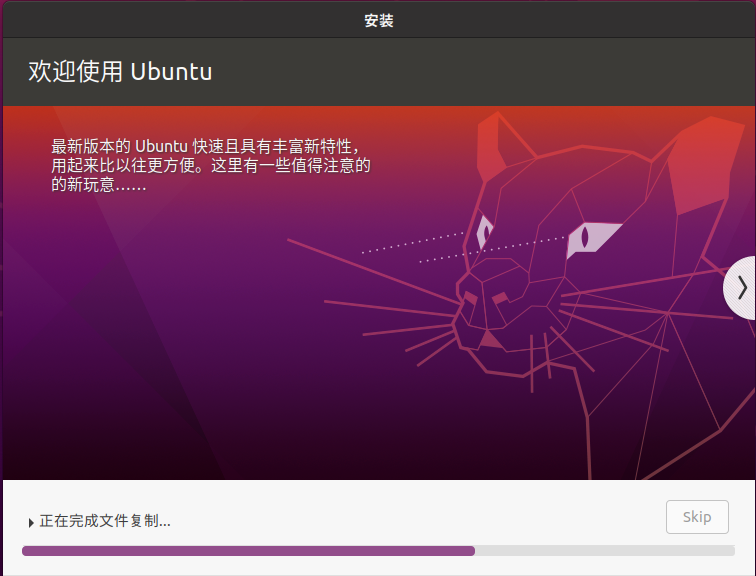 安装
欢迎使用 Ubuntu
最新版本的 Ubuntu 快速且具有丰富新特性，
用起来比以往更方便。这里有一些值得注意的
的新玩意……
正在完成文件复制...
Skip